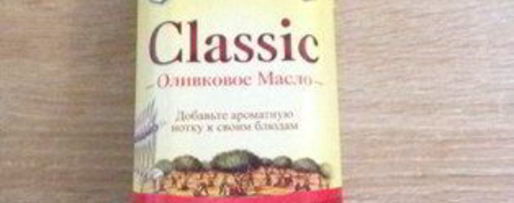 Classic
Оливковое Масло
Добавьте ароматную
нотку к своим блюдам